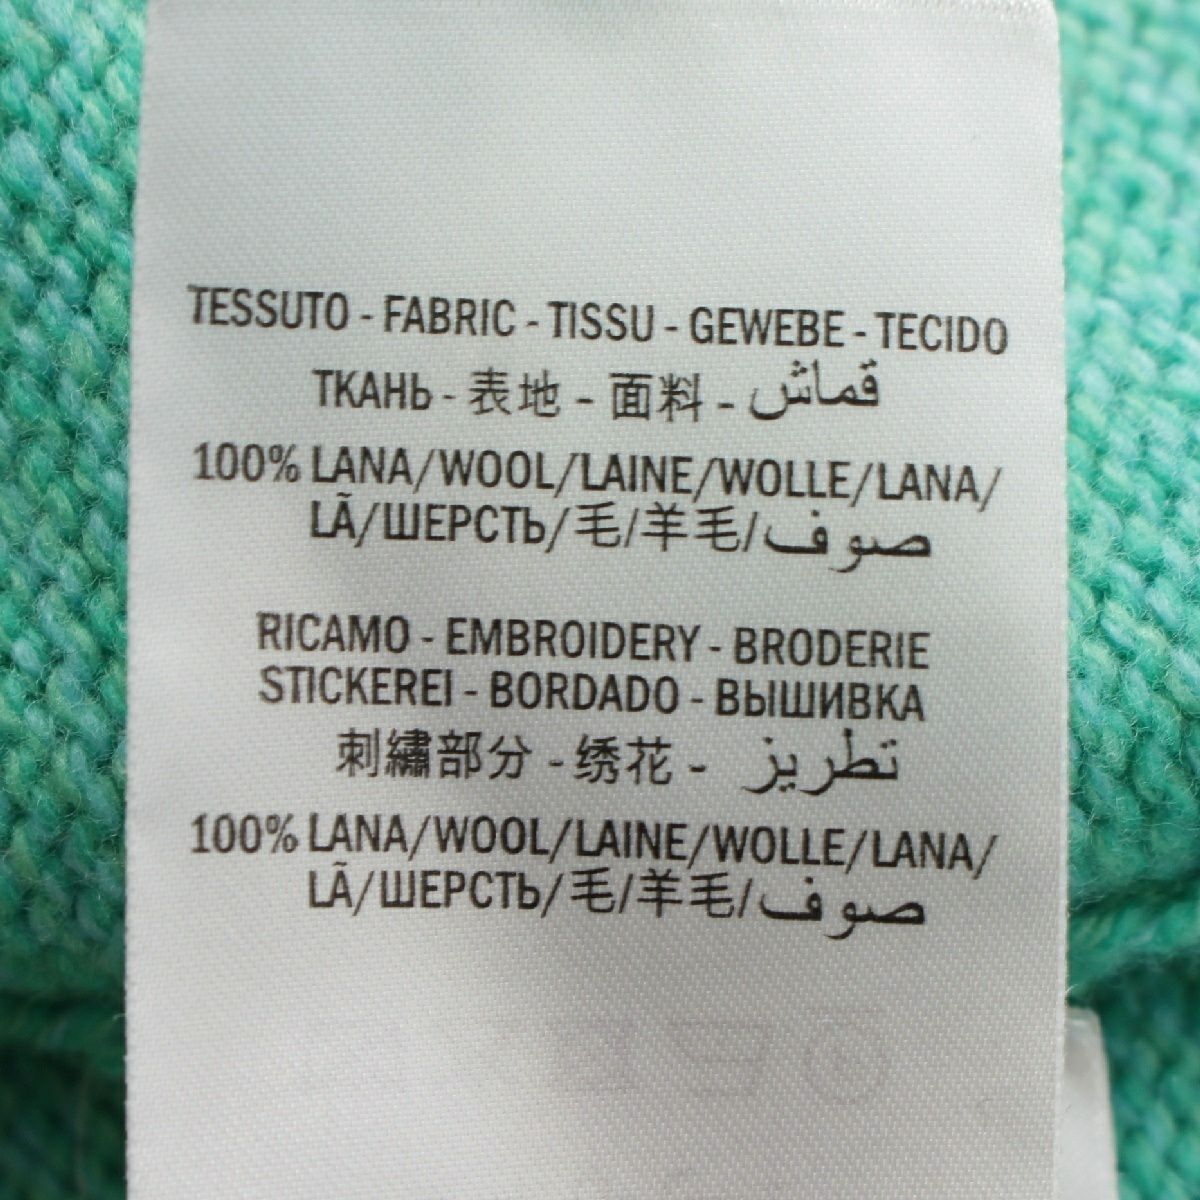 TESSUTO - FABRIC - TISSU - GEWEBE - TECIDO
ТКАНЬ - 表地 - 面料 - قماش
100% LANA/WOOL/LAINE/WOLLE/LANA/
LÃ/ШЕРСТЬ/毛/羊毛/صوف
RICAMO - EMBROIDERY - BRODERIE
STICKEREI - BORDADO - ВЫШИВКА
刺繍部分 - 绣花 - تطريز
100% LANA/WOOL/LAINE/WOLLE/LANA/
LÃ/ШЕРСТЬ/毛/羊毛/صوف